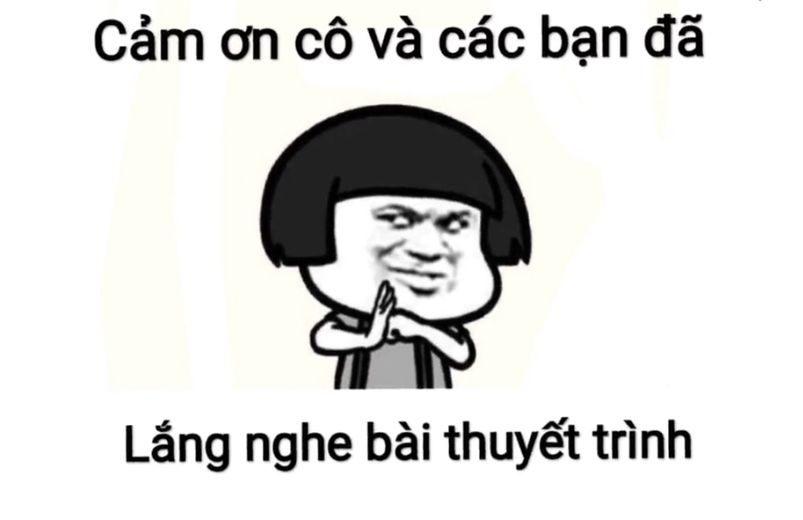 Cảm ơn cô và các bạn đã
Lắng nghe bài thuyết trình